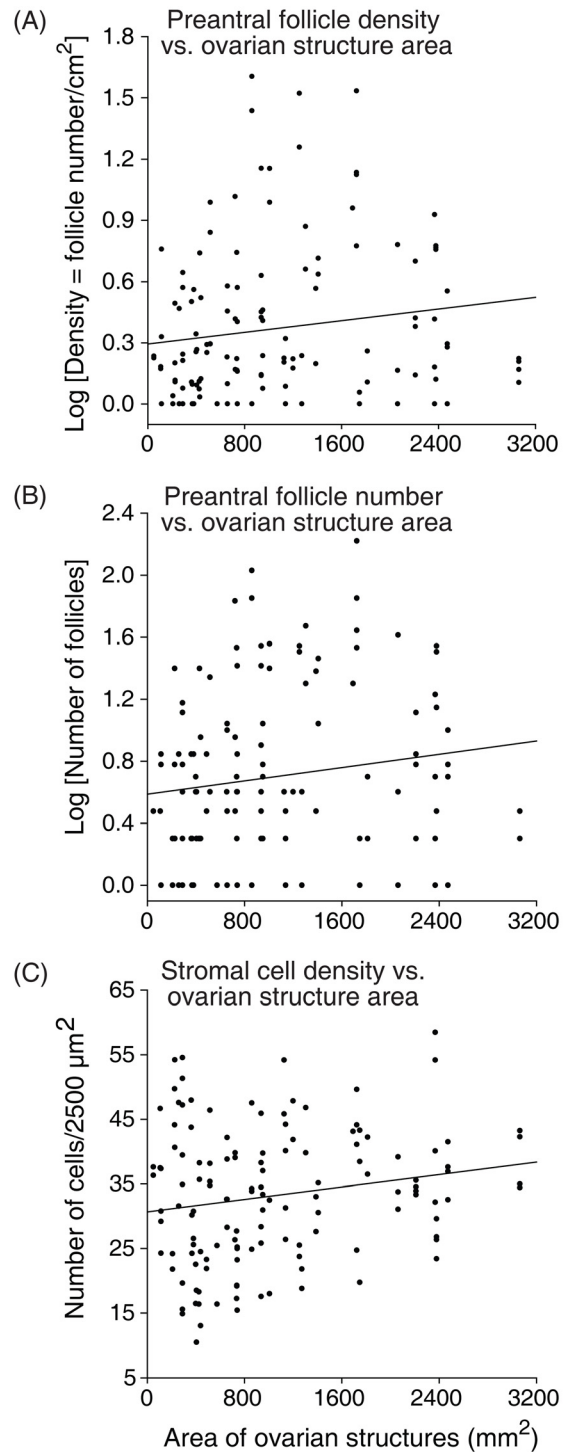 (A)
Preantral follicle density
vs. ovarian structure area
Log [Density = follicle number/cm²]
1.8
1.5
1.2
0.9
0.6
0.3
0.0
0 800 1600 2400 3200
(B)
Preantral follicle number
vs. ovarian structure area
Log [Number of follicles]
2.4
2.0
1.6
1.2
0.8
0.4
0.0
0 800 1600 2400 3200
(C)
Stromal cell density vs.
ovarian structure area
Number of cells/2500 µm²
65
55
45
35
25
15
5
0 800 1600 2400 3200
Area of ovarian structures (mm²)